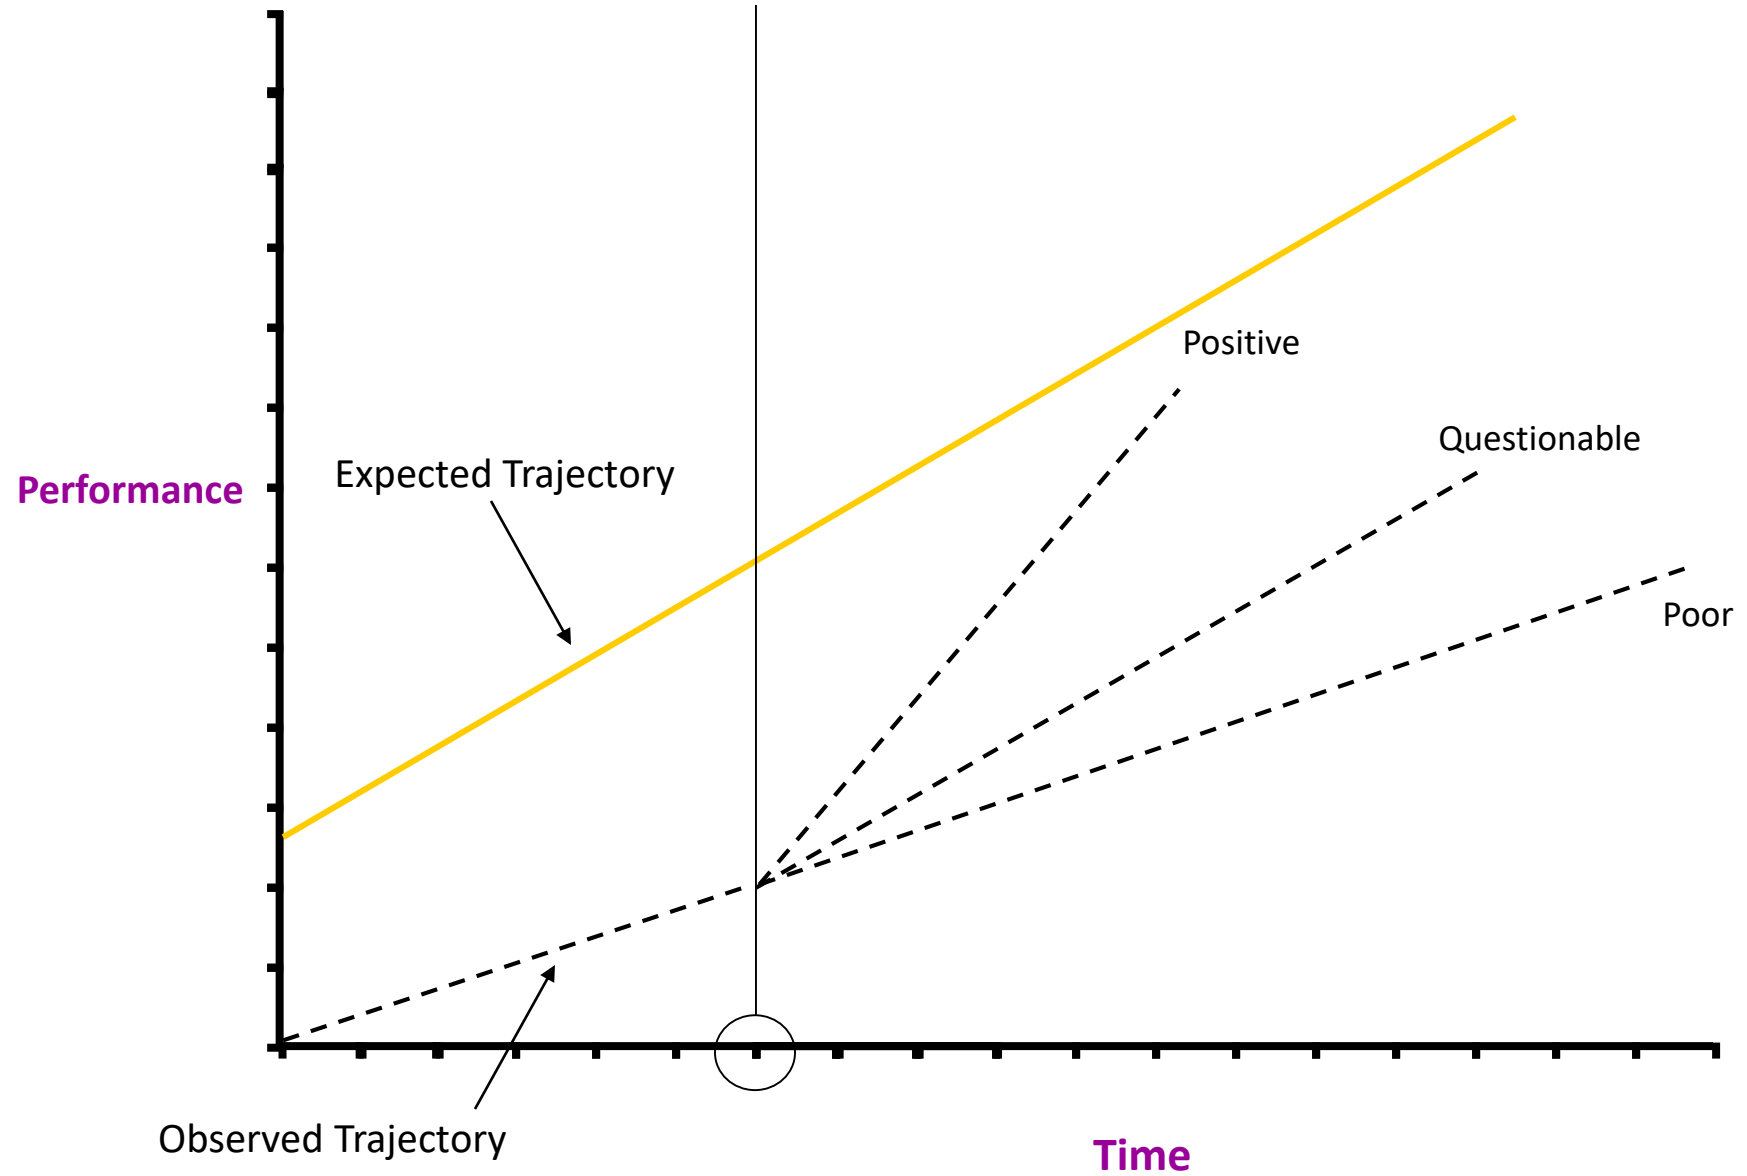 Positive
Questionable
Expected Trajectory
Performance
Poor
Observed Trajectory
Time